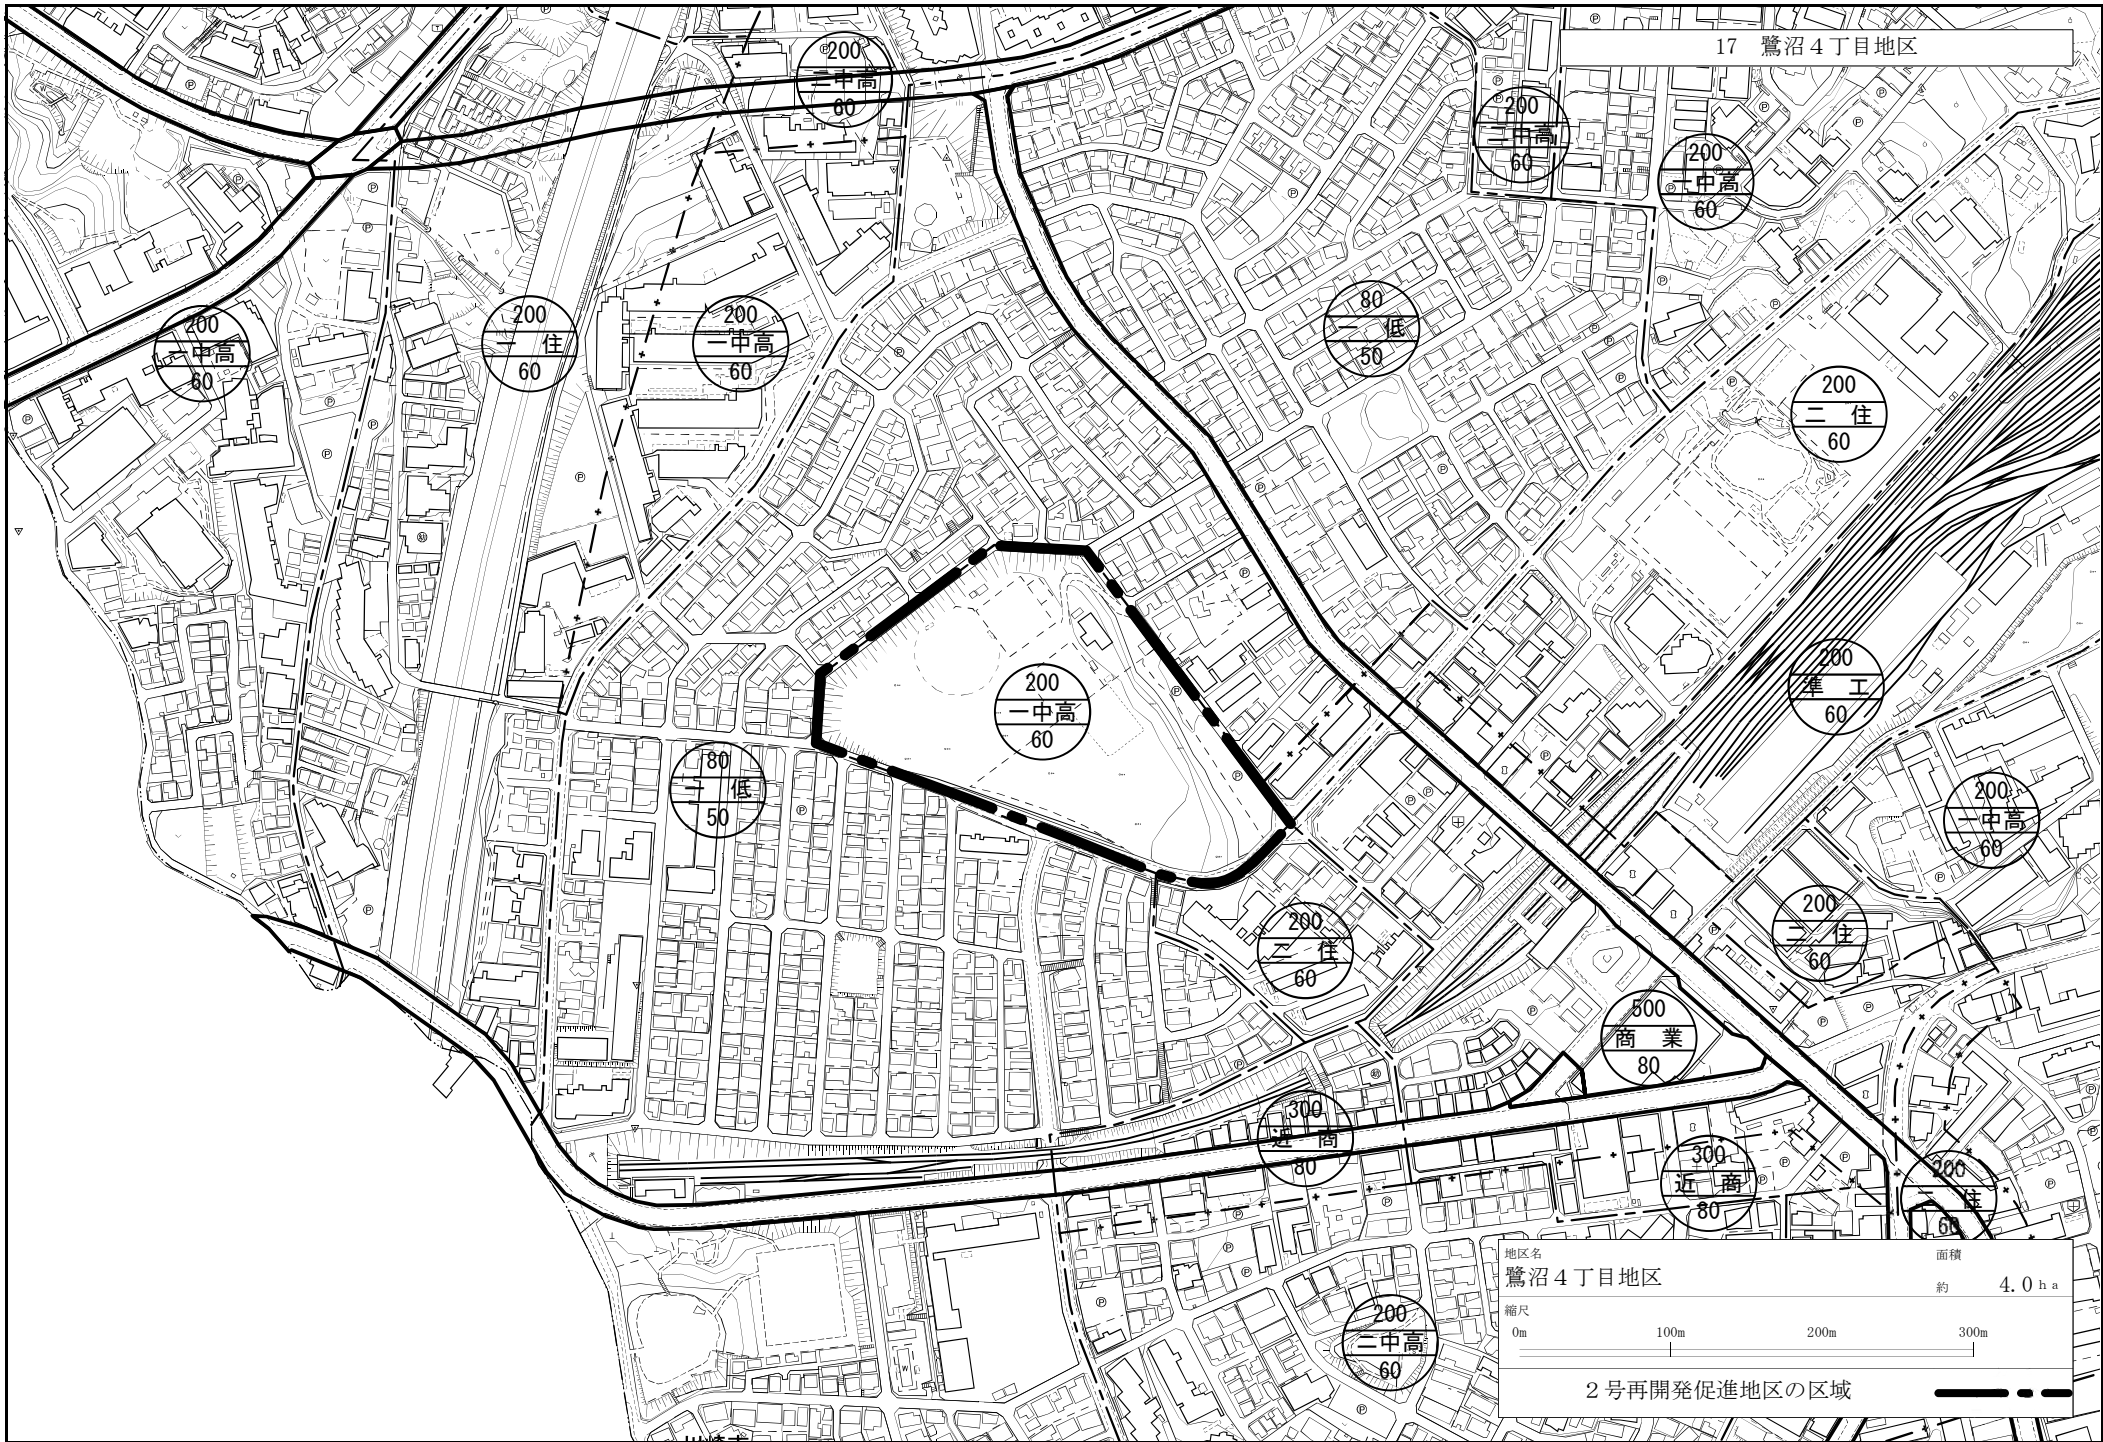 17　鷺沼４丁目地区
200
二中高
60
200
二中高
60
200
一中高
60
200
一中高
60
200
一　住
60
200
一中高
60
80
一　低
50
200
二　住
60
200
一中高
60
200
準　工
60
80
一　低
50
200
一中高
60
200
二　住
60
200
二　住
60
500
商　業
80
300
近　商
80
300
近　商
80
200
二　住
60
200
二中高
60
地区名
鷺沼４丁目地区
面積
約　4.0ｈａ
縮尺
0m 100m 200m 300m
２号再開発促進地区の区域